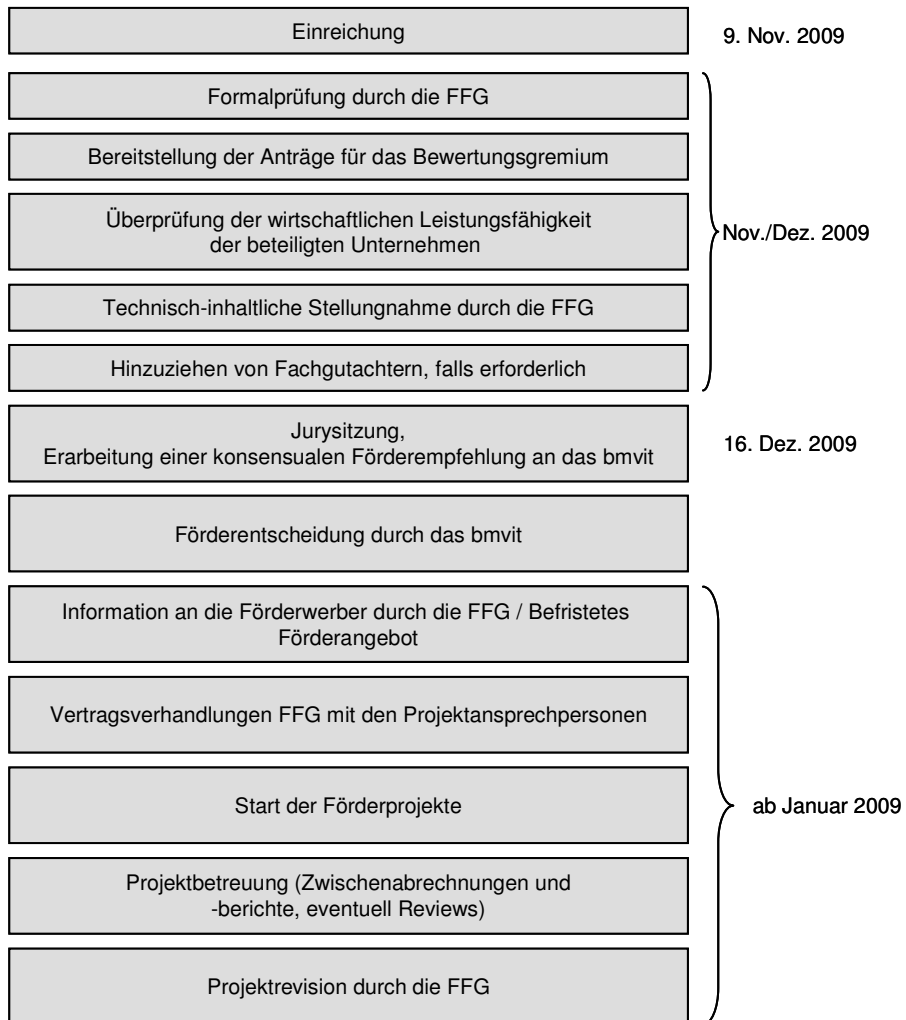 Einreichung
9. Nov. 2009
Formalprüfung durch die FFG
Bereitstellung der Anträge für das Bewertungsgremium
Überprüfung der wirtschaftlichen Leistungsfähigkeit
der beteiligten Unternehmen
Nov./Dez. 2009
Technisch-inhaltliche Stellungnahme durch die FFG
Hinzuziehen von Fachgutachtern, falls erforderlich
Jurysitzung,
Erarbeitung einer konsensualen Förderempfehlung an das bmvit
16. Dez. 2009
Förderentscheidung durch das bmvit
Information an die Förderwerber durch die FFG / Befristetes
Förderangebot
Vertragsverhandlungen FFG mit den Projektansprechpersonen
Start der Förderprojekte
ab Januar 2009
Projektbetreuung (Zwischenabrechnungen und
-berichte, eventuell Reviews)
Projektrevision durch die FFG